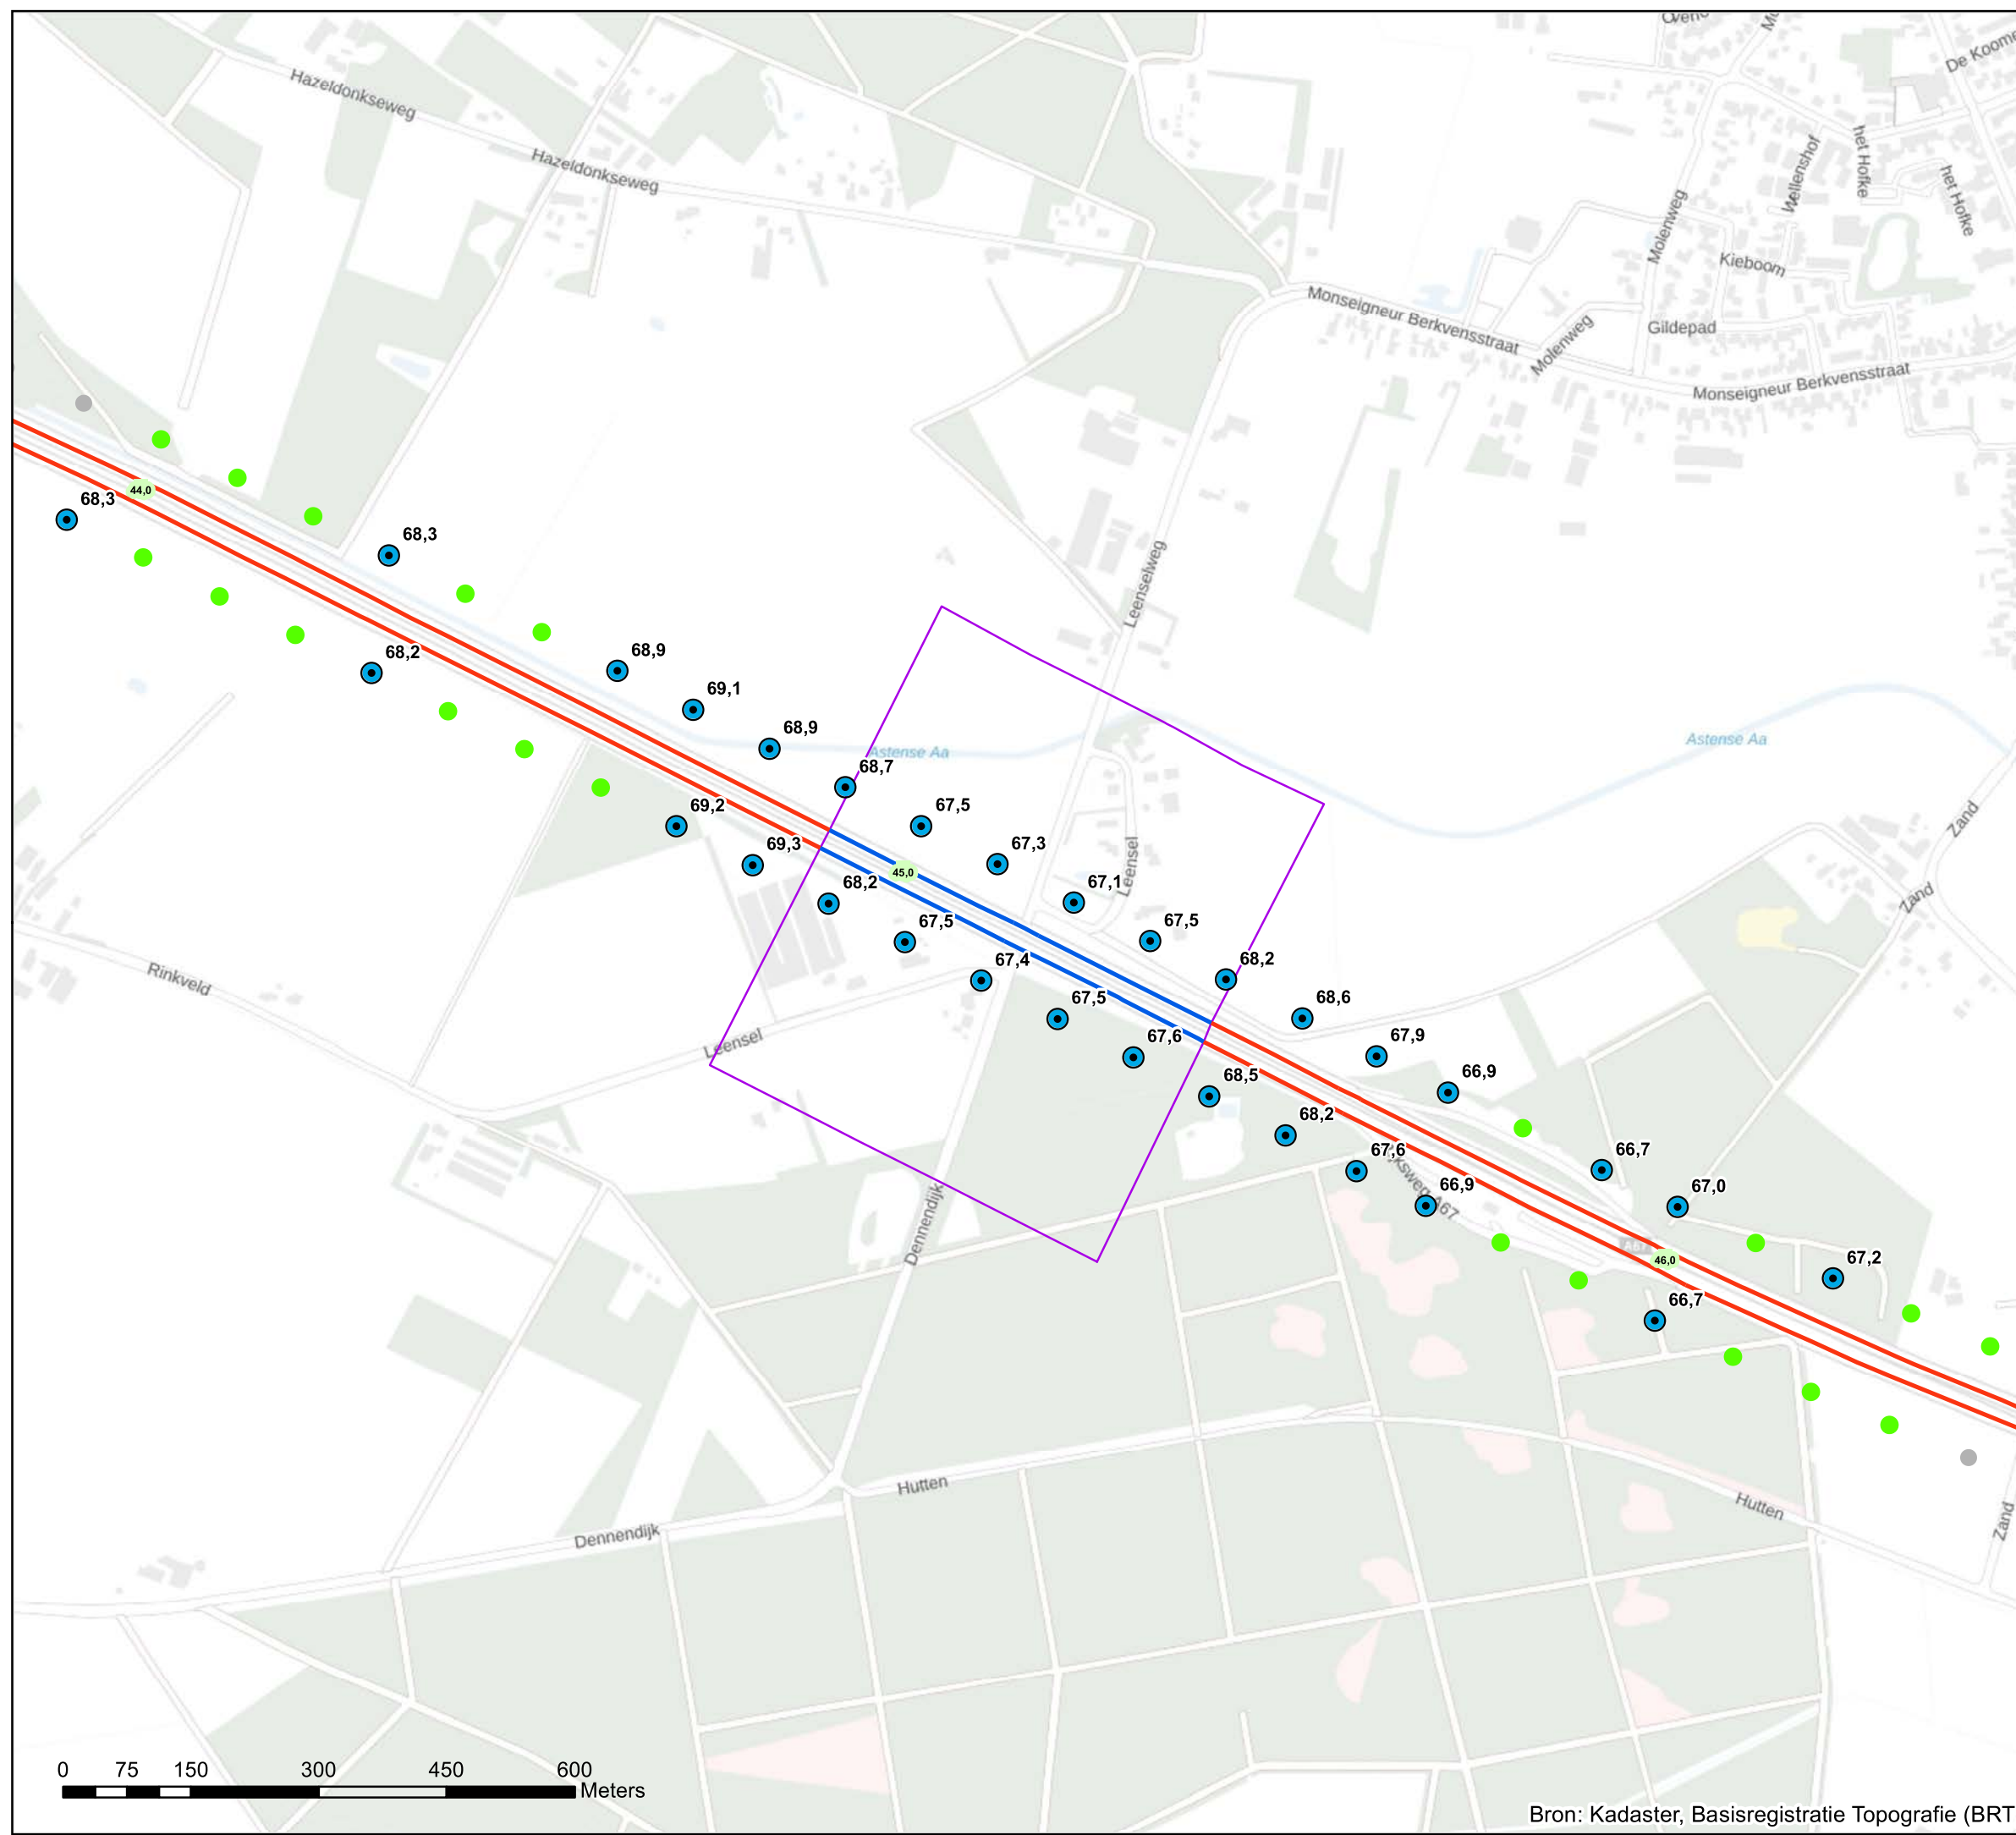 De Koome
Hazeldonkseweg
Hazeldonkseweg
het Hofke
Wellenshof
het Hofke
Molenweg
Kieboom
Monseigneur Berkvensstraat
Gildepad
Molenweg
Monseigneur Berkvensstraat
44,0
68,3
68,3
Leenselweg
68,2
68,9
69,1
68,9
Astense Aa
Astense Aa
68,7
67,5
69,2
69,3
67,3
Zand
45,0
Leensel
68,2
67,1
Zand
67,5
67,5
67,4
68,2
Rinkveld
67,5
68,6
Leensel
67,6
67,9
68,5
66,9
68,2
67,6
66,7
66,9
67,0
Dennendijk
A67
46,0
67,2
66,7
Hutten
Hutten
Zand
Dennendijk
0 75 150 300 450 600
Meters
Bron: Kadaster, Basisregistratie Topografie (BRT